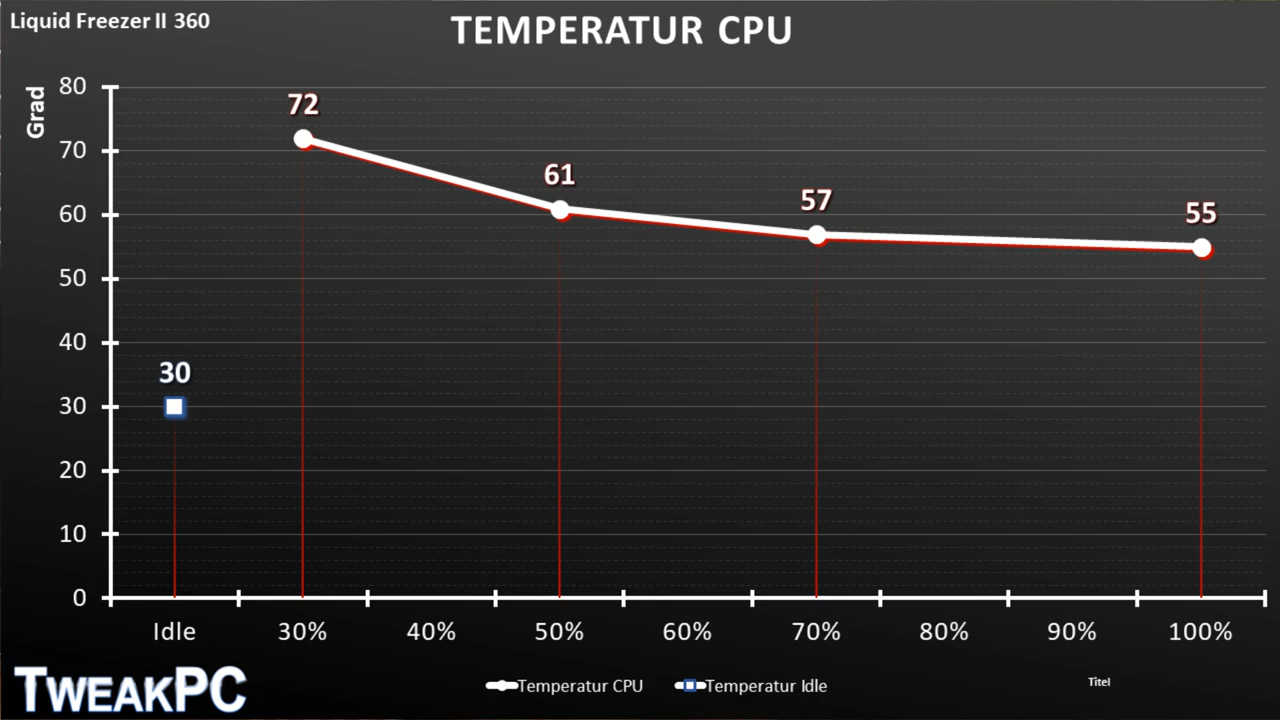 Liquid Freezer II 360
TEMPERATUR CPU
Grad
80
70
60
50
40
30
20
10
0
72
61
57
55
30
Idle 30% 40% 50% 60% 70% 80% 90% 100%
Temperatur CPU Temperatur Idle
Titel
TWEAKPC